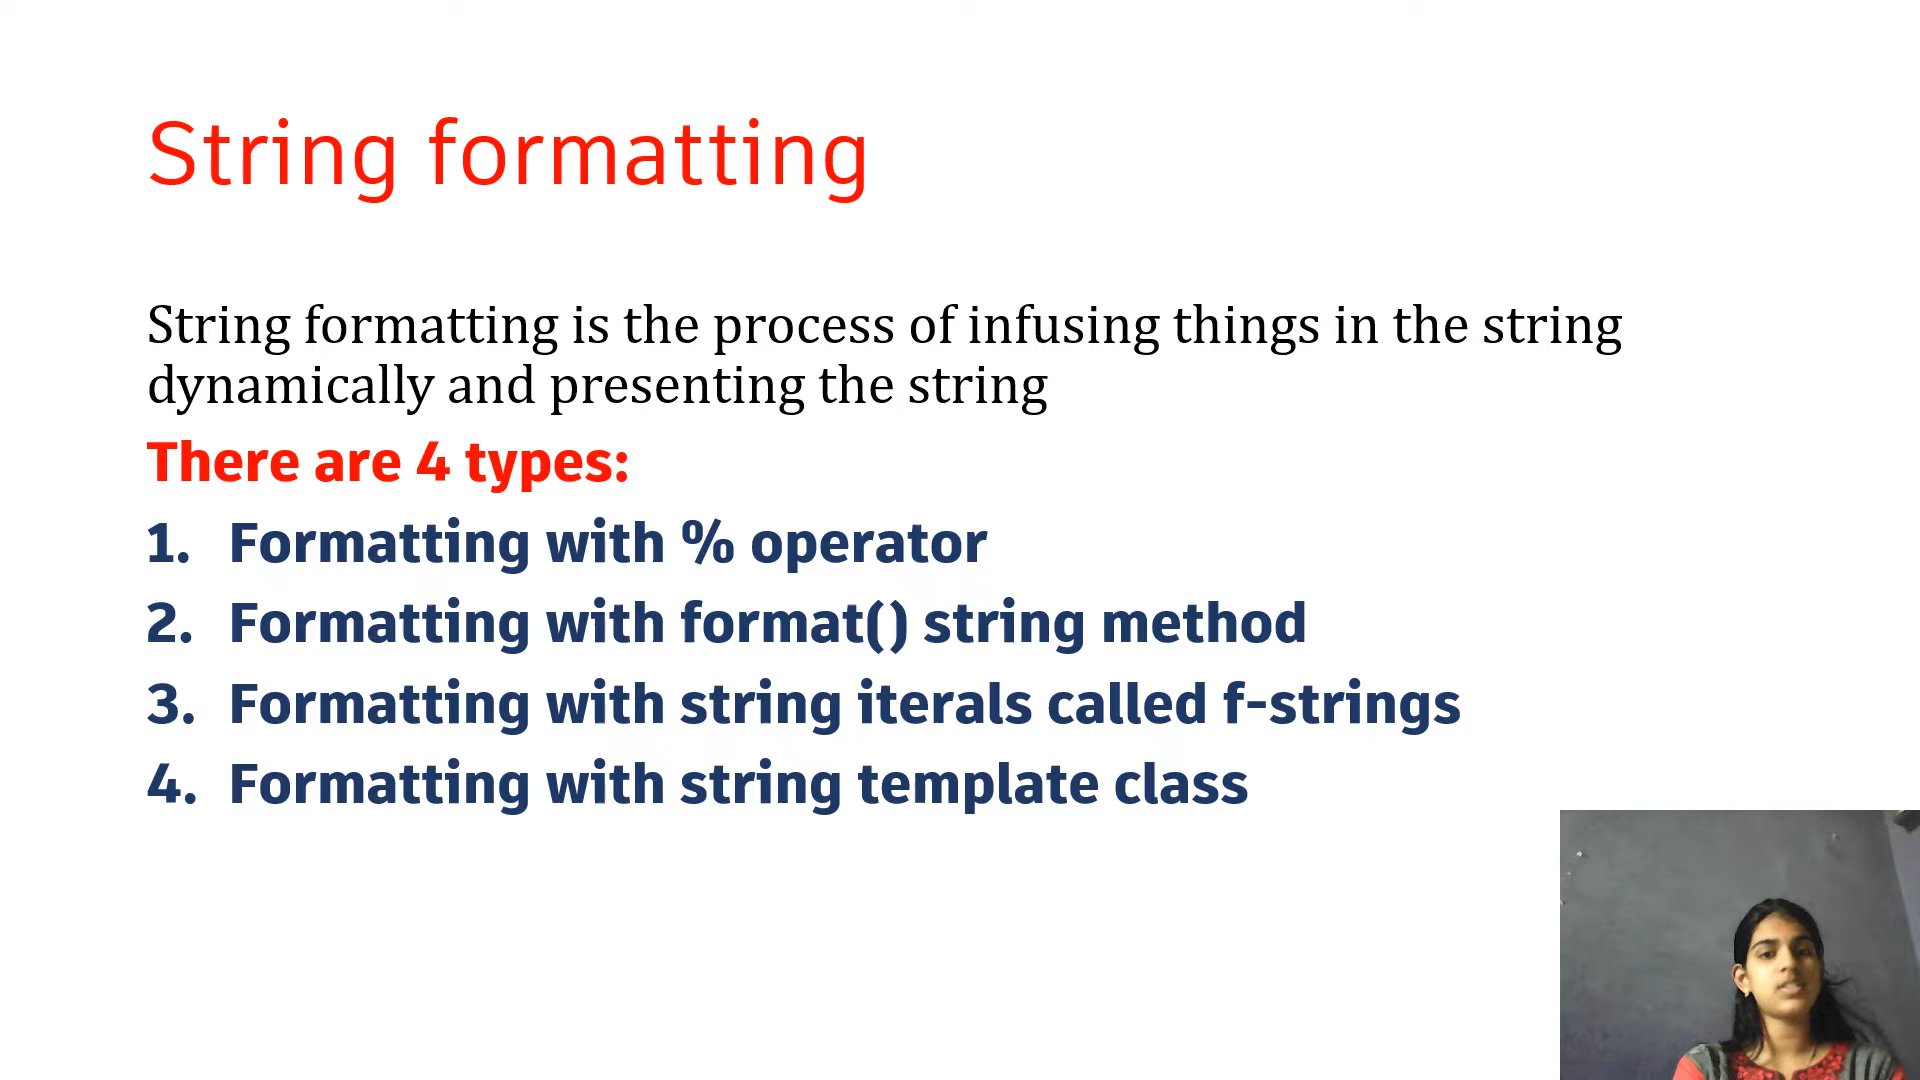 String formatting
String formatting is the process of infusing things in the string
dynamically and presenting the string
There are 4 types:
1. Formatting with % operator
2. Formatting with format() string method
3. Formatting with string iterals called f-strings
4. Formatting with string template class